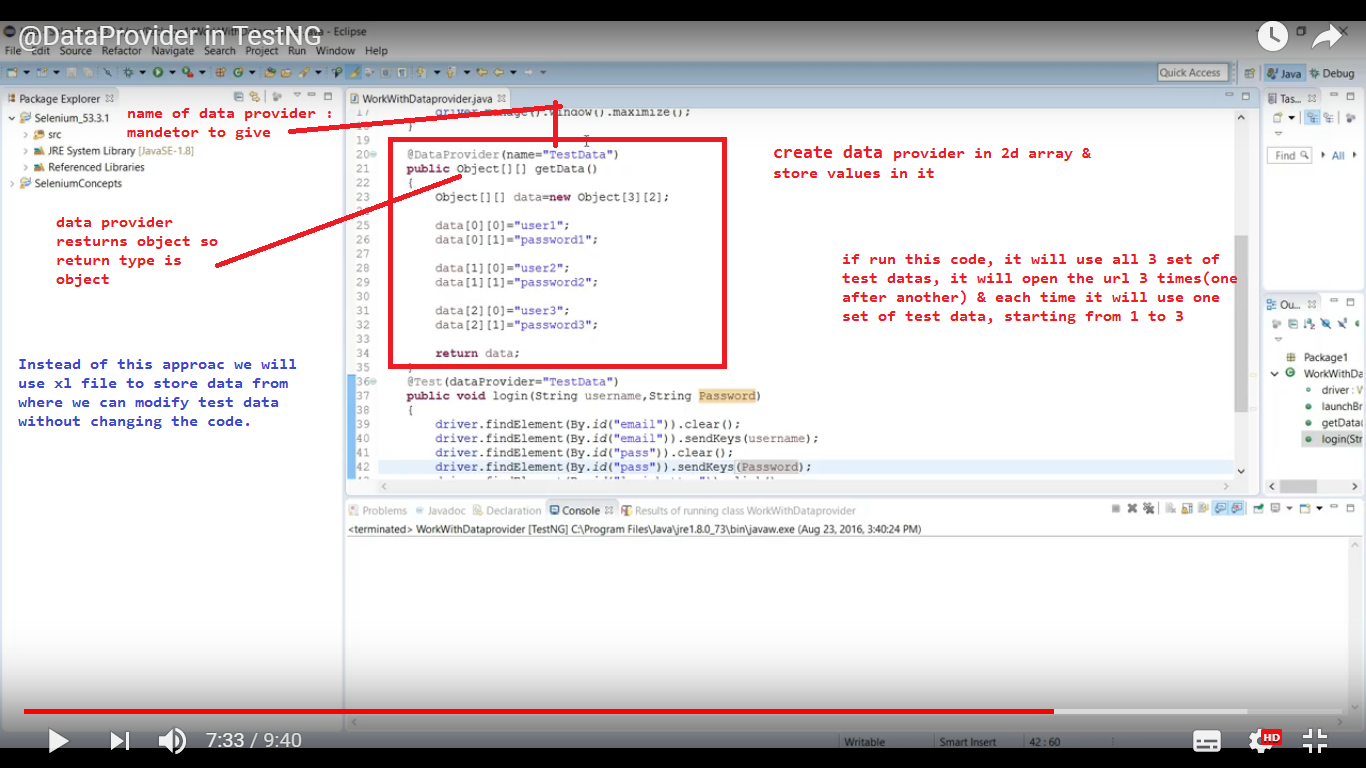 @DataProvider in TestNG
- Eclipse
File Edit Source Refactor Navigate Search Project Run Window Help
Quick Access
Java
Debug
Package Explorer
Selenium_53.3.1
src
JRE System Library [JavaSE-1.8]
Referenced Libraries
SeleniumConcepts
name of data provider :
mandetor to give
data provider
resturns object so
return type is
object
Instead of this approac we will
use xl file to store data from
where we can modify test data
without changing the code.
WorkWithDataprovider.java
17 driver.manage().window().maximize();
18 }
19
20 @DataProvider(name="TestData")
21 public Object[][] getData()
22 {
23 Object[][] data=new Object[3][2];
25 data[0][0]="user1";
26 data[0][1]="password1";
27
28 data[1][0]="user2";
29 data[1][1]="password2";
30
31 data[2][0]="user3";
32 data[2][1]="password3";
33
34 return data;
35 }
36 @Test(dataProvider="TestData")
37 public void login(String username,String Password)
38 {
39 driver.findElement(By.id("email")).clear();
40 driver.findElement(By.id("email")).sendKeys(username);
41 driver.findElement(By.id("pass")).clear();
42 driver.findElement(By.id("pass")).sendKeys(Password);
create data provider in 2d array &
store values in it
if run this code, it will use all 3 set of
test datas, it will open the url 3 times(one
after another) & each time it will use one
set of test data, starting from 1 to 3
Tas...
Find
All
Ou...
Package1
WorkWithDa
driver : V
launchBr
getData(
login(Str
Problems Javadoc Declaration Console Results of running class WorkWithDataprovider
<terminated> WorkWithDataprovider [TestNG] C:\Program Files\Java\jre1.8.0_73\bin\javaw.exe (Aug 23, 2016, 3:40:24 PM)
7:33 / 9:40
Writable
Smart Insert
42 : 60
HD